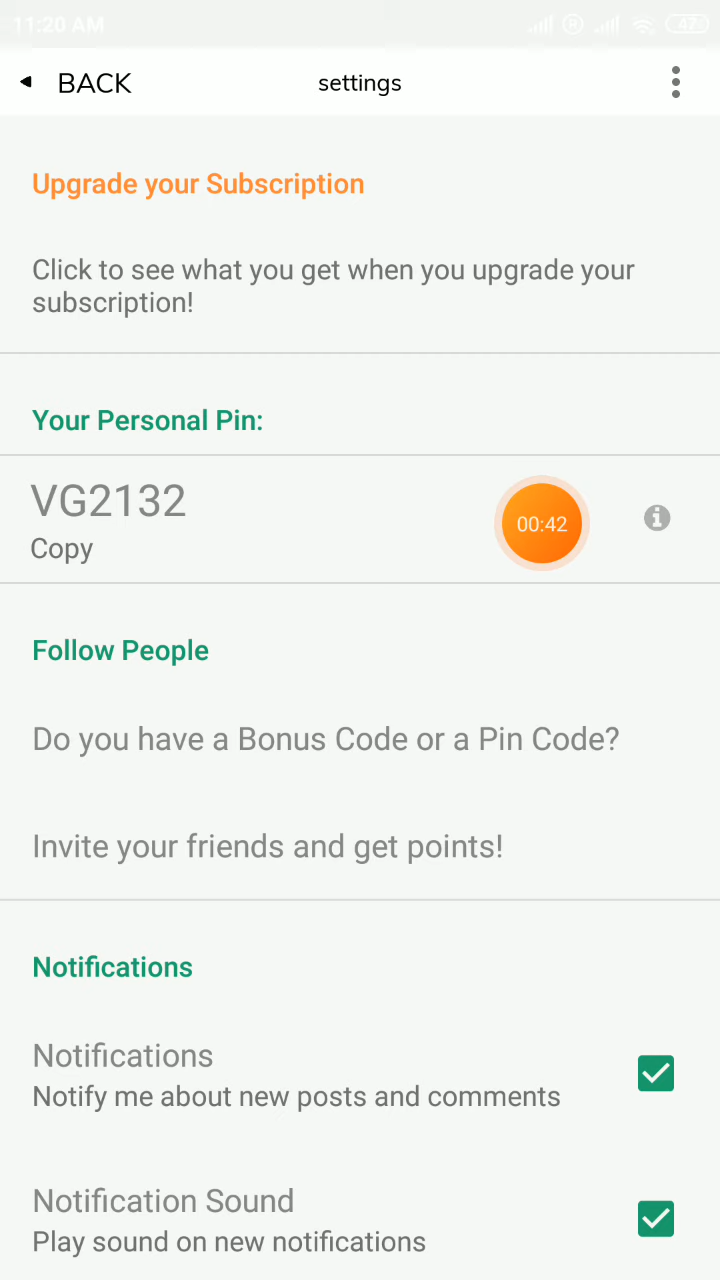 11:20 AM
R
47
BACK
settings
Upgrade your Subscription
Click to see what you get when you upgrade your
subscription!
Your Personal Pin:
VG2132
Copy
00:42
Follow People
Do you have a Bonus Code or a Pin Code?
Invite your friends and get points!
Notifications
Notifications
Notify me about new posts and comments
Notification Sound
Play sound on new notifications